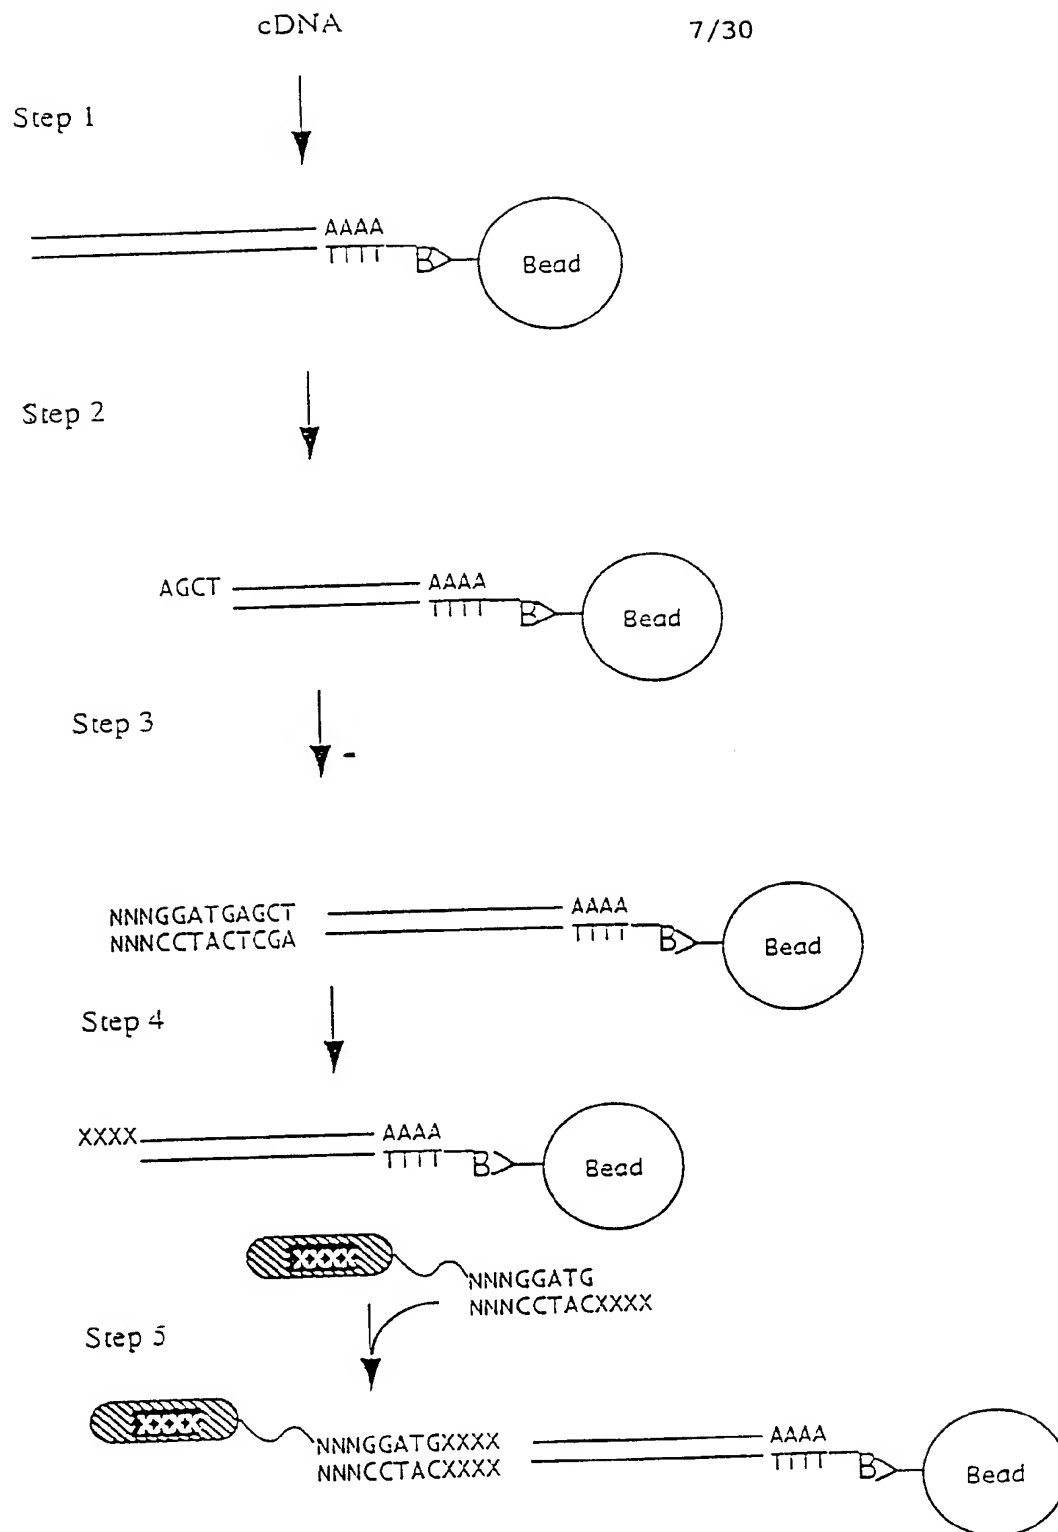 cDNA 7/30
Step 1
AAAA
TTTT B Bead
Step 2
AGCT AAAA
TTTT B Bead
Step 3
NNNGGATGAGCT AAAA
NNNCCTACTCGA TTTT B Bead
Step 4
XXXX AAAA
TTTT B Bead
XXXX
NNNGGATG
NNNCCTACXXXX
Step 5
XXXX
NNNGGATGXXXX AAAA
NNNCCTACXXXX TTTT B Bead